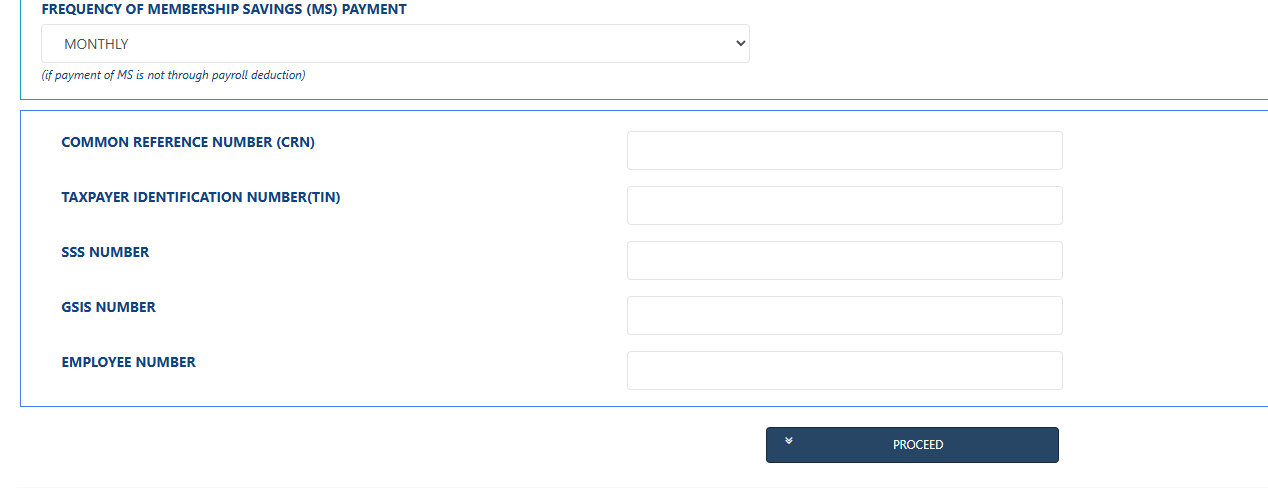 FREQUENCY OF MEMBERSHIP SAVINGS (MS) PAYMENT
MONTHLY
(if payment of MS is not through payroll deduction)
COMMON REFERENCE NUMBER (CRN)
TAXPAYER IDENTIFICATION NUMBER(TIN)
SSS NUMBER
GSIS NUMBER
EMPLOYEE NUMBER
PROCEED